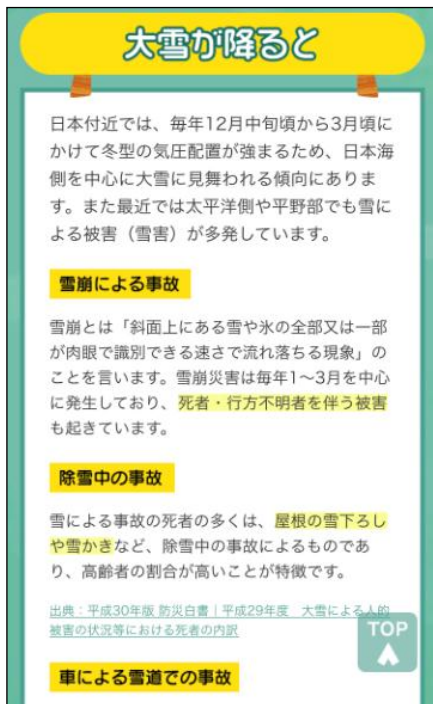 大雪が降ると
日本付近では、毎年12月中旬頃から3月頃に
かけて冬型の気圧配置が強まるため、日本海
側を中心に大雪に見舞われる傾向にありま
す。また最近では太平洋側や平野部でも雪に
よる被害（雪害）が多発しています。
雪崩による事故
雪崩とは「斜面上にある雪や氷の全部又は一部
が肉眼で識別できる速さで流れ落ちる現象」の
ことを言います。雪崩災害は毎年1～3月を中心
に発生しており、死者・行方不明者を伴う被害
も起きています。
除雪中の事故
雪による事故の死者の多くは、屋根の雪下ろし
や雪かきなど、除雪中の事故によるものであ
り、高齢者の割合が高いことが特徴です。
出典：平成30年版 防災白書｜平成29年度　大雪による人的
被害の状況等における死者の内訳
TOP
車による雪道での事故